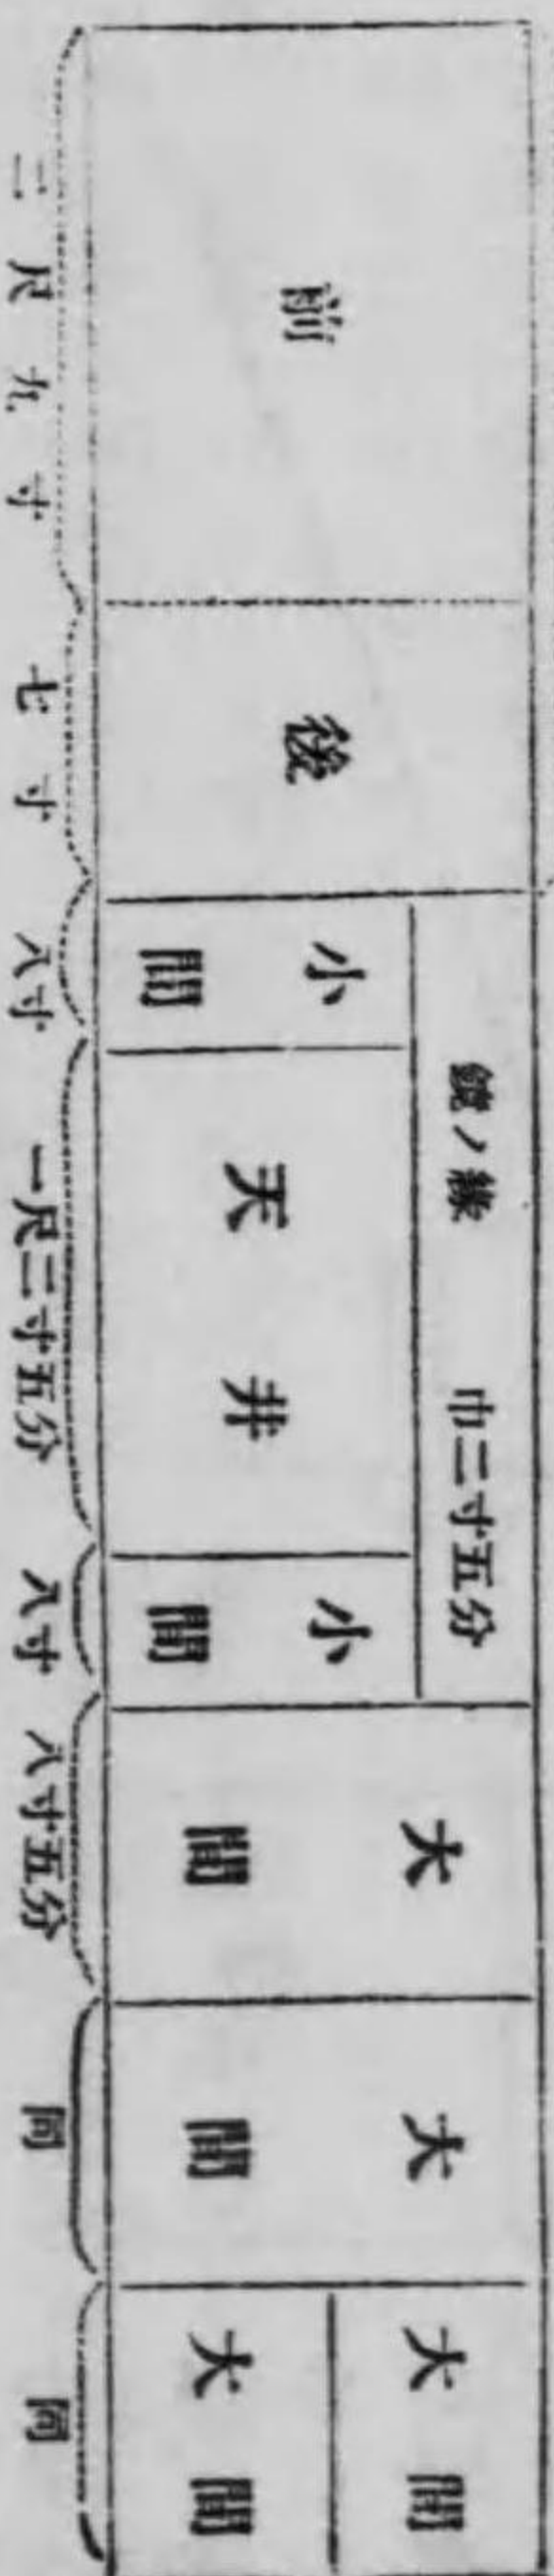 前
後
小間
天井
小間
鏡ノ縁　巾二寸五分
大間
大間
大間
大間
二尺九寸
七寸
八寸
一尺二寸五分
八寸
八寸五分
同
同